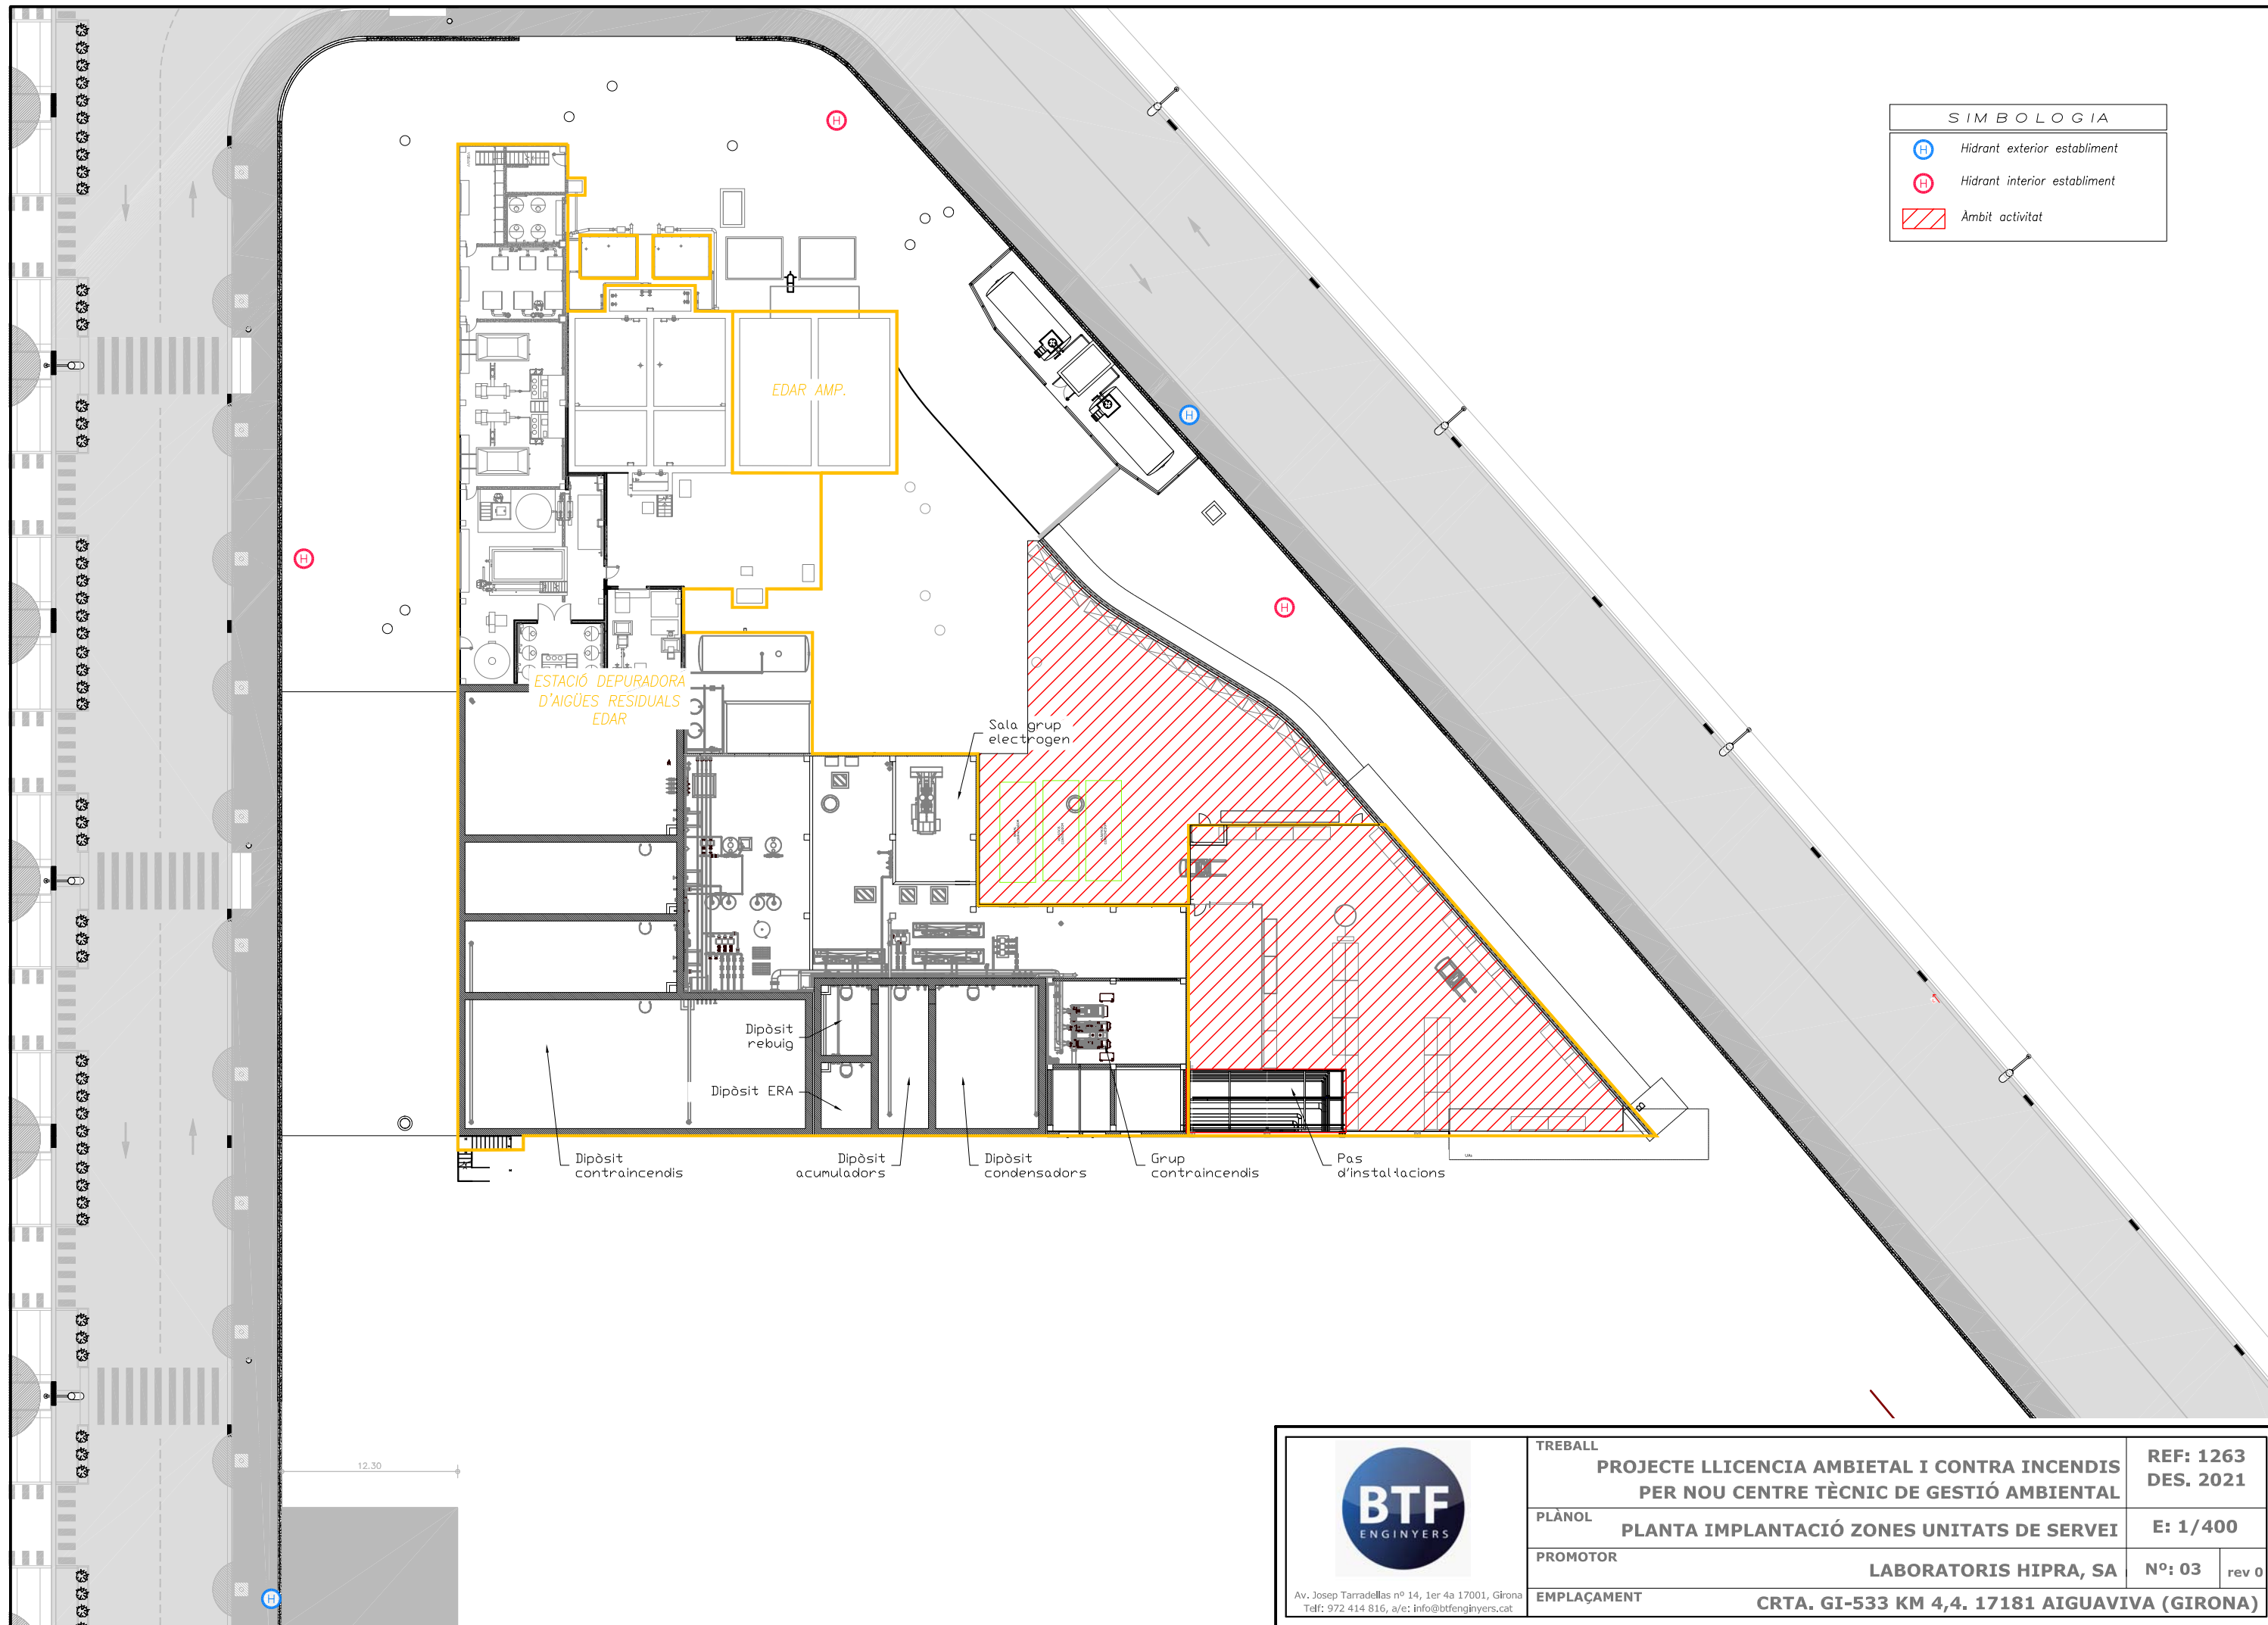 SIMBOLOGIA
H Hidrant exterior establiment
H Hidrant interior establiment
Àmbit activitat
H
H
H
H
H
EDAR AMP.
ESTACIÓ DEPURADORA
D'AIGÜES RESIDUALS
EDAR
Sala grup
electrogen
Dipòsit
rebuig
Dipòsit ERA
Dipòsit
contraincendis
Dipòsit
acumuladors
Dipòsit
condensadors
Grup
contraincendis
Pas
d'instal·lacions
12.30
BTF
ENGINYERS
Av. Josep Tarradellas nº 14, 1er 4a 17001, Girona
Telf: 972 414 816, a/e: info@btfenginyers.cat
TREBALL
PROJECTE LLICENCIA AMBIETAL I CONTRA INCENDIS
PER NOU CENTRE TÈCNIC DE GESTIÓ AMBIENTAL
REF: 1263
DES. 2021
PLÀNOL
PLANTA IMPLANTACIÓ ZONES UNITATS DE SERVEI
E: 1/400
PROMOTOR
LABORATORIS HIPRA, SA
Nº: 03
rev 0
EMPLAÇAMENT
CRTA. GI-533 KM 4,4. 17181 AIGUAVIVA (GIRONA)